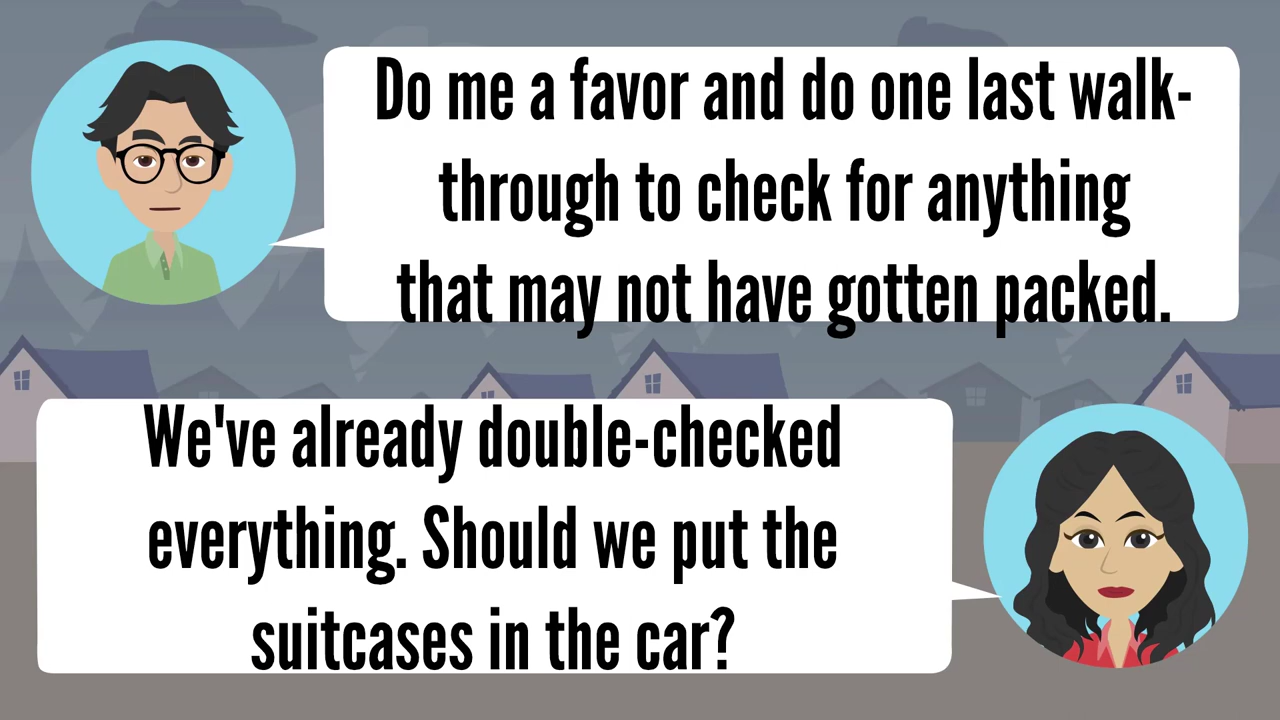 Do me a favor and do one last walk-
through to check for anything
that may not have gotten packed.
We've already double-checked
everything. Should we put the
suitcases in the car?